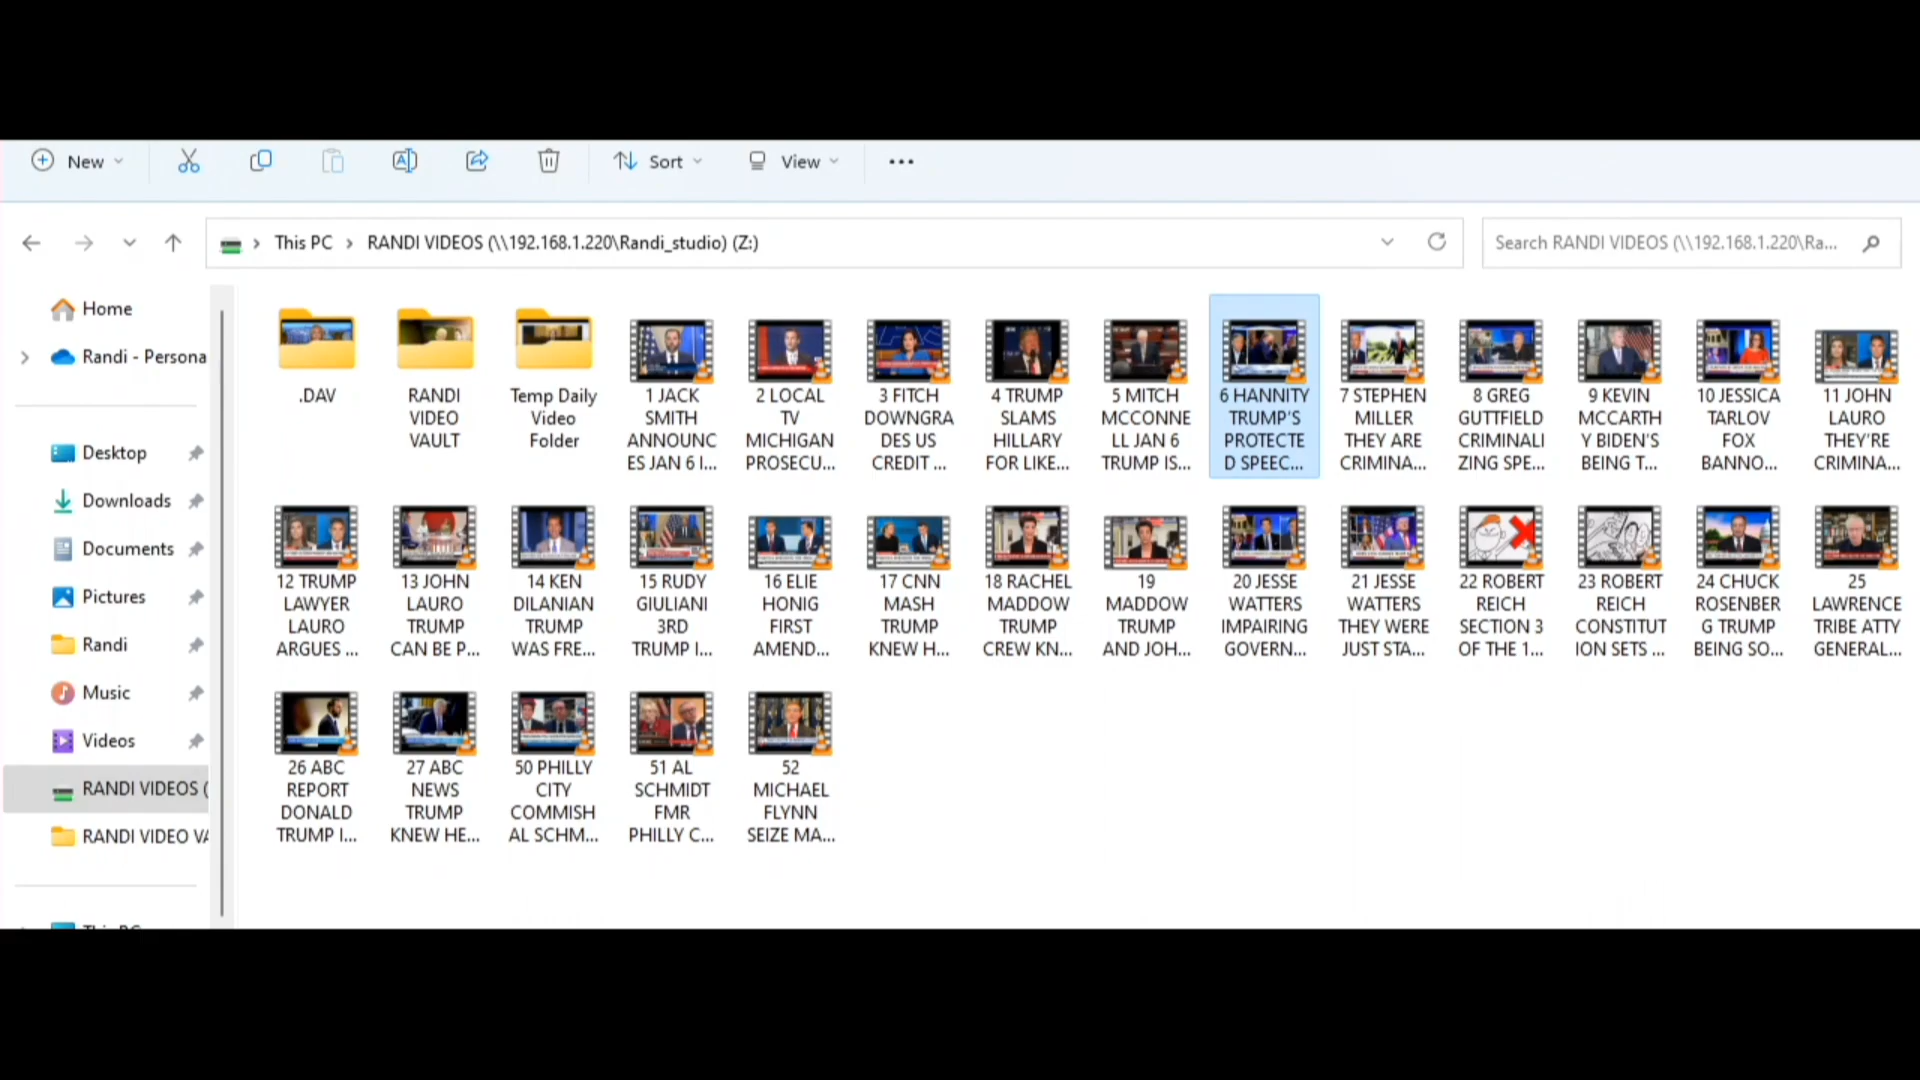 New
Sort
View
This PC > RANDI VIDEOS (\\192.168.1.220\Randi_studio) (Z:)
Search RANDI VIDEOS (\\192.168.1.220\Ra...
Home
Randi - Persona
Desktop
Downloads
Documents
Pictures
Randi
Music
Videos
RANDI VIDEOS (
RANDI VIDEO VA
This PC
.DAV
RANDI
VIDEO
VAULT
Temp Daily
Video
Folder
1 JACK
SMITH
ANNOUNC
ES JAN 6 I...
2 LOCAL
TV
MICHIGAN
PROSECU...
3 FITCH
DOWNGRA
DES US
CREDIT ...
4 TRUMP
SLAMS
HILLARY
FOR LIKE...
5 MITCH
MCCONNE
LL JAN 6
TRUMP IS...
6 HANNITY
TRUMP'S
PROTECTE
D SPEEC...
7 STEPHEN
MILLER
THEY ARE
CRIMINA...
8 GREG
GUTTFIELD
CRIMINALI
ZING SPE...
9 KEVIN
MCCARTH
Y BIDEN'S
BEING T...
10 JESSICA
TARLOV
FOX
BANNO...
11 JOHN
LAURO
THEY'RE
CRIMINA...
12 TRUMP
LAWYER
LAURO
ARGUES ...
13 JOHN
LAURO
TRUMP
CAN BE P...
14 KEN
DILANIAN
TRUMP
WAS FRE...
15 RUDY
GIULIANI
3RD
TRUMP I...
16 ELIE
HONIG
FIRST
AMEND...
17 CNN
MASH
TRUMP
KNEW H...
18 RACHEL
MADDOW
TRUMP
CREW KN...
19
MADDOW
TRUMP
AND JOH...
20 JESSE
WATTERS
IMPAIRING
GOVERN...
21 JESSE
WATTERS
THEY WERE
JUST STA...
22 ROBERT
REICH
SECTION 3
OF THE 1...
23 ROBERT
REICH
CONSTITUT
ION SETS ...
24 CHUCK
ROSENBER
G TRUMP
BEING SO...
25
LAWRENCE
TRIBE ATTY
GENERAL...
26 ABC
REPORT
DONALD
TRUMP I...
27 ABC
NEWS
TRUMP
KNEW HE...
50 PHILLY
CITY
COMMISH
AL SCHM...
51 AL
SCHMIDT
FMR
PHILLY C...
52
MICHAEL
FLYNN
SEIZE MA...